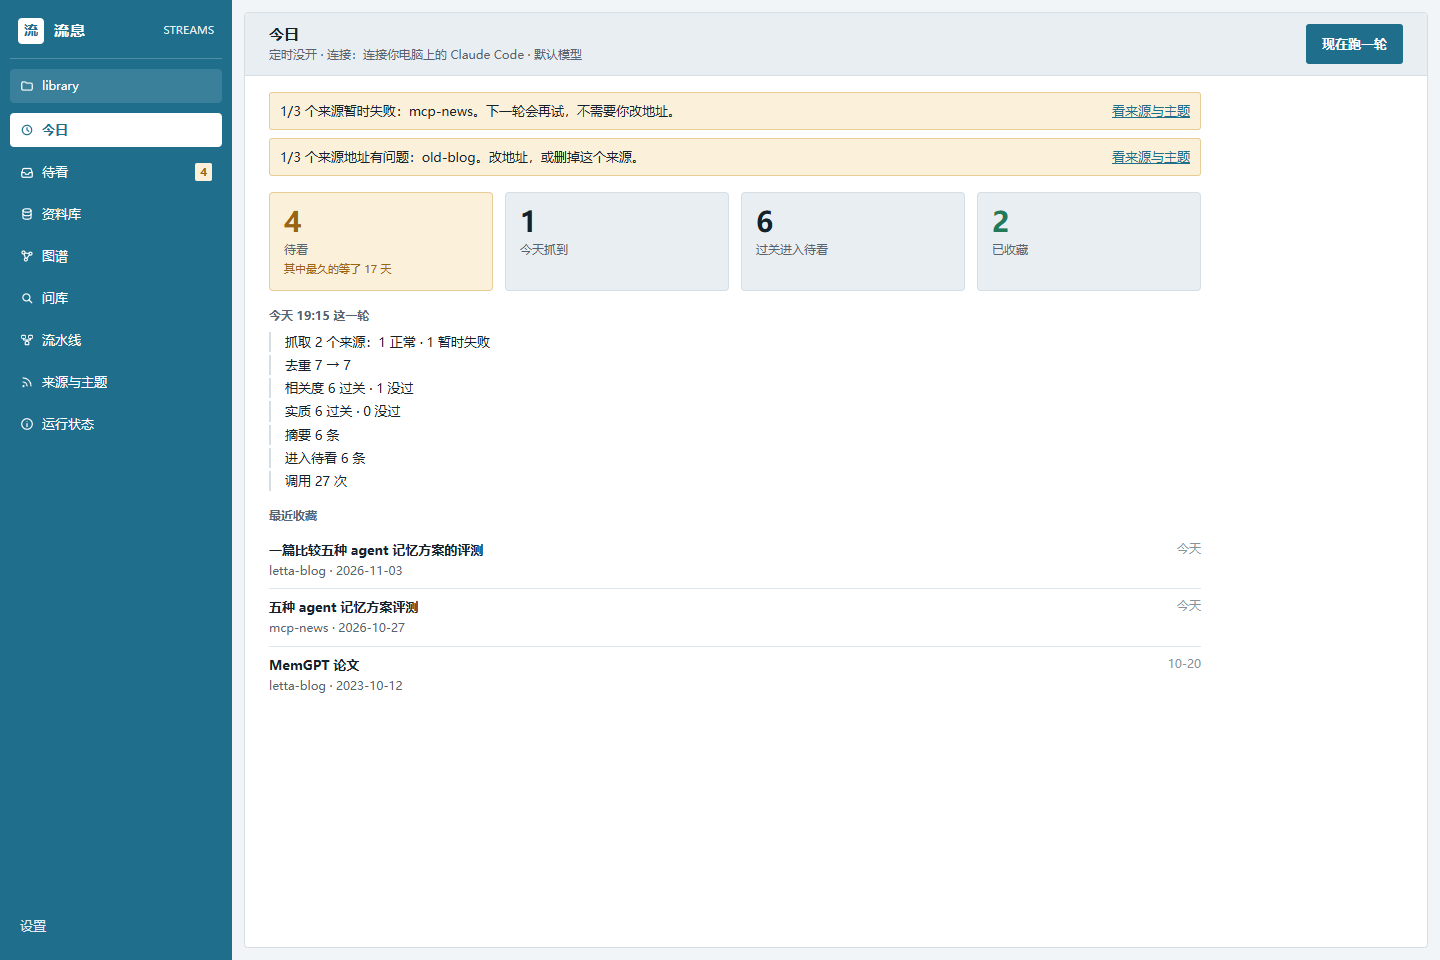 流 流息 STREAMS
library
今日
待看 4
资料库
图谱
问库
流水线
来源与主题
运行状态
设置
今日
定时没开 · 连接：连接你电脑上的 Claude Code · 默认模型
现在跑一轮
1/3 个来源暂时失败：mcp-news。下一轮会再试，不需要你改地址。 看来源与主题
1/3 个来源地址有问题：old-blog。改地址，或删掉这个来源。 看来源与主题
4
待看
其中最久的等了 17 天
1
今天抓到
6
过关进入待看
2
已收藏
今天 19:15 这一轮
抓取 2 个来源：1 正常 · 1 暂时失败
去重 7 → 7
相关度 6 过关 · 1 没过
实质 6 过关 · 0 没过
摘要 6 条
进入待看 6 条
调用 27 次
最近收藏
一篇比较五种 agent 记忆方案的评测 今天
letta-blog · 2026-11-03
五种 agent 记忆方案评测 今天
mcp-news · 2026-10-27
MemGPT 论文 10-20
letta-blog · 2023-10-12